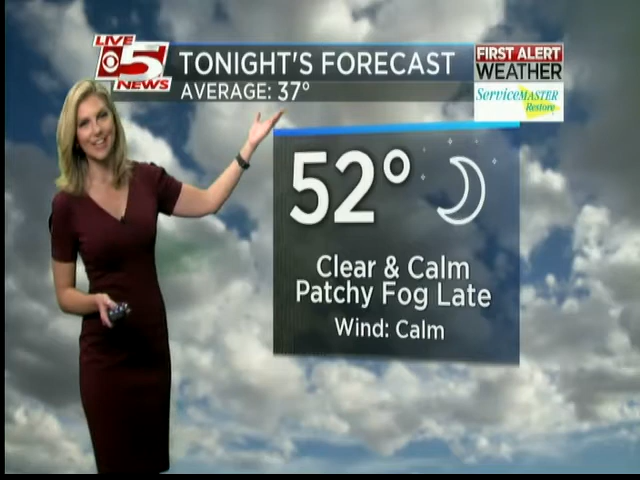 LIVE
5
NEWS
TONIGHT'S FORECAST
AVERAGE: 37°
FIRST ALERT
WEATHER
ServiceMASTER
Restore
52°
Clear & Calm
Patchy Fog Late
Wind: Calm